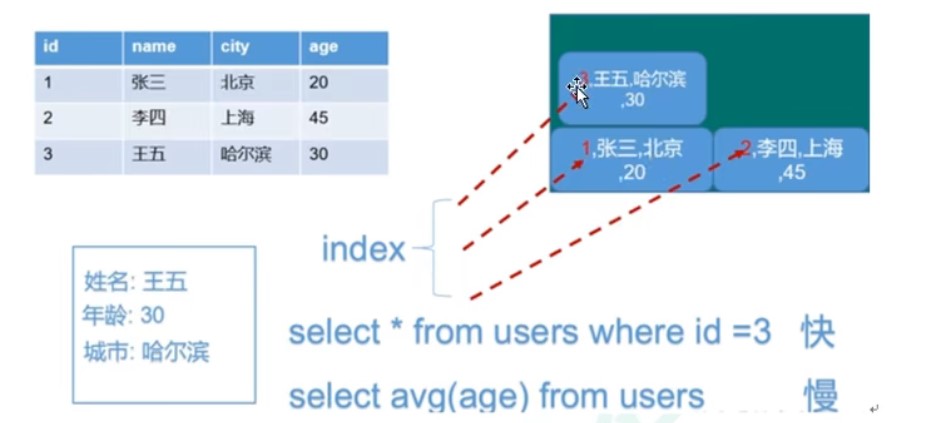 id name city age
1 张三 北京 20
2 李四 上海 45
3 王五 哈尔滨 30
,王五,哈尔滨
,30
1,张三,北京
,20
2,李四,上海
,45
index
姓名: 王五
年龄: 30
城市: 哈尔滨
select * from users where id =3 快
select avg(age) from users 慢